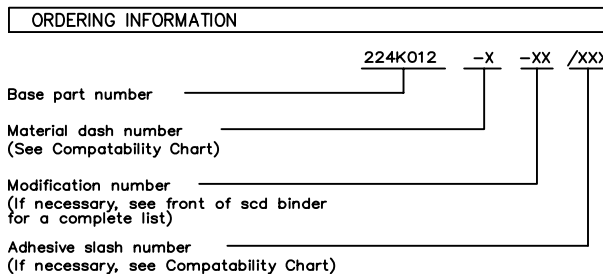 ORDERING INFORMATION
224K012 -X -XX /XXX
Base part number
Material dash number
(See Compatability Chart)
Modification number
(If necessary, see front of scd binder
for a complete list)
Adhesive slash number
(If necessary, see Compatability Chart)